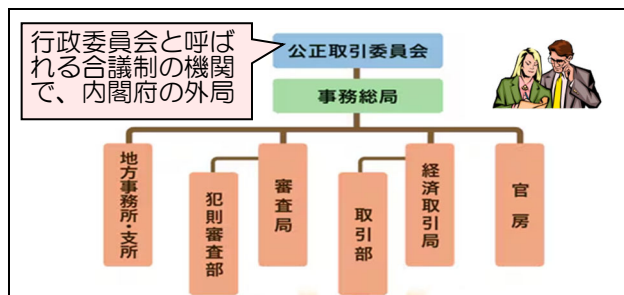 行政委員会と呼ば
れる合議制の機関
で、内閣府の外局
公正取引委員会
事務総局
地方事務所・支所
犯則審査部
審査局
取引部
経済取引局
官房